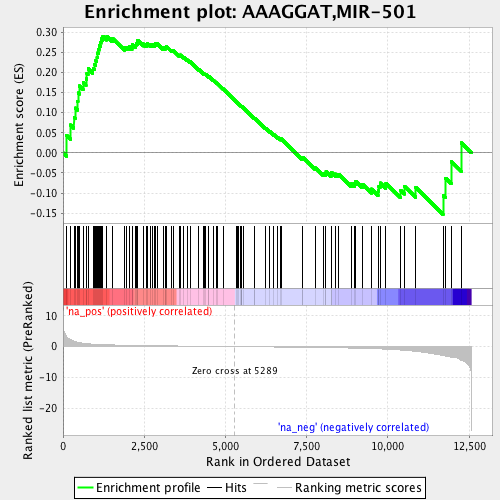 Enrichment plot: AAAGGAT,MIR-501
Enrichment score (ES)
0.30
0.25
0.20
0.15
0.10
0.05
0.00
-0.05
-0.10
-0.15
'na_pos' (positively correlated)
Ranked list metric (PreRanked)
10
5
0
-5
-10
-20
Zero cross at 5289
'na_neg' (negatively correlated)
0
2,500
5,000
7,500
10,000
12,500
Rank in Ordered Dataset
Enrichment profile
Hits
Ranking metric scores